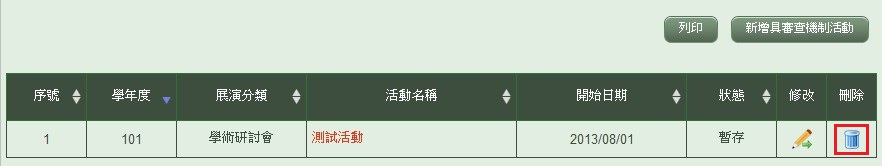 列印 新增具審查機制活動
序號 學年度 展演分類 活動名稱 開始日期 狀態 修改 刪除
1 101 學術研討會 測試活動 2013/08/01 暫存